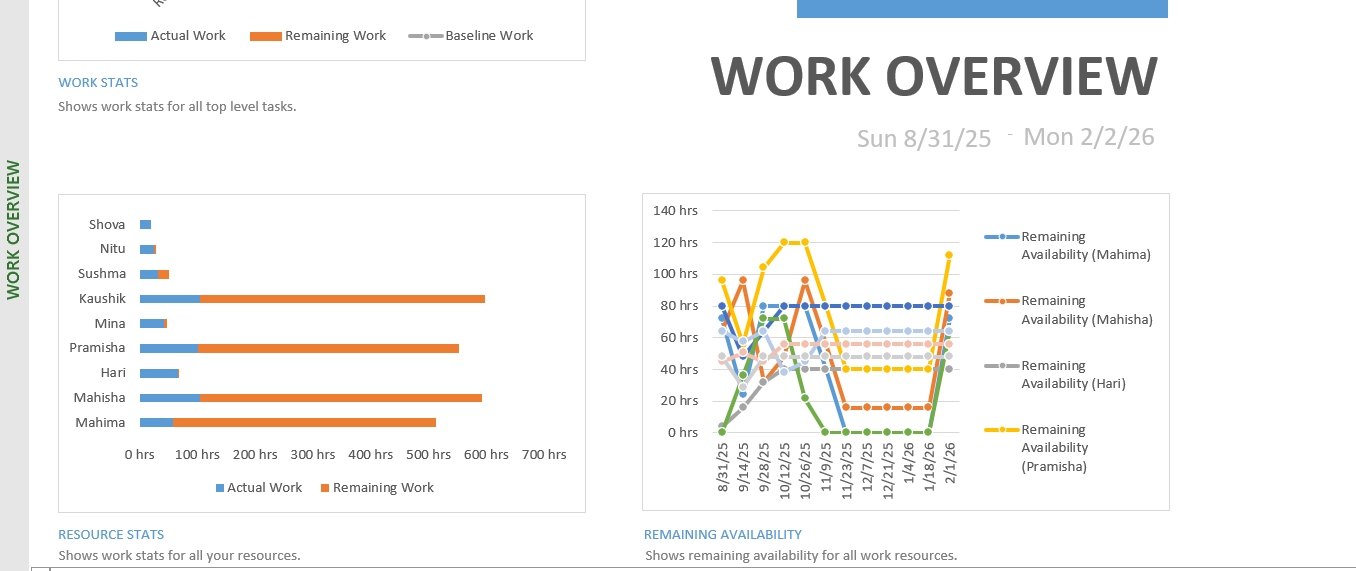 WORK OVERVIEW
Actual Work Remaining Work Baseline Work
WORK STATS
Shows work stats for all top level tasks.
WORK OVERVIEW
Sun 8/31/25 - Mon 2/2/26
Shova
Nitu
Sushma
Kaushik
Mina
Pramisha
Hari
Mahisha
Mahima
0 hrs 100 hrs 200 hrs 300 hrs 400 hrs 500 hrs 600 hrs 700 hrs
Actual Work Remaining Work
RESOURCE STATS
Shows work stats for all your resources.
140 hrs
120 hrs
100 hrs
80 hrs
60 hrs
40 hrs
20 hrs
0 hrs
8/31/25
9/14/25
9/28/25
10/12/25
10/26/25
11/9/25
11/23/25
12/7/25
12/21/25
1/4/26
1/18/26
2/1/26
Remaining
Availability (Mahima)
Remaining
Availability (Mahisha)
Remaining
Availability (Hari)
Remaining
Availability
(Pramisha)
REMAINING AVAILABILITY
Shows remaining availability for all work resources.